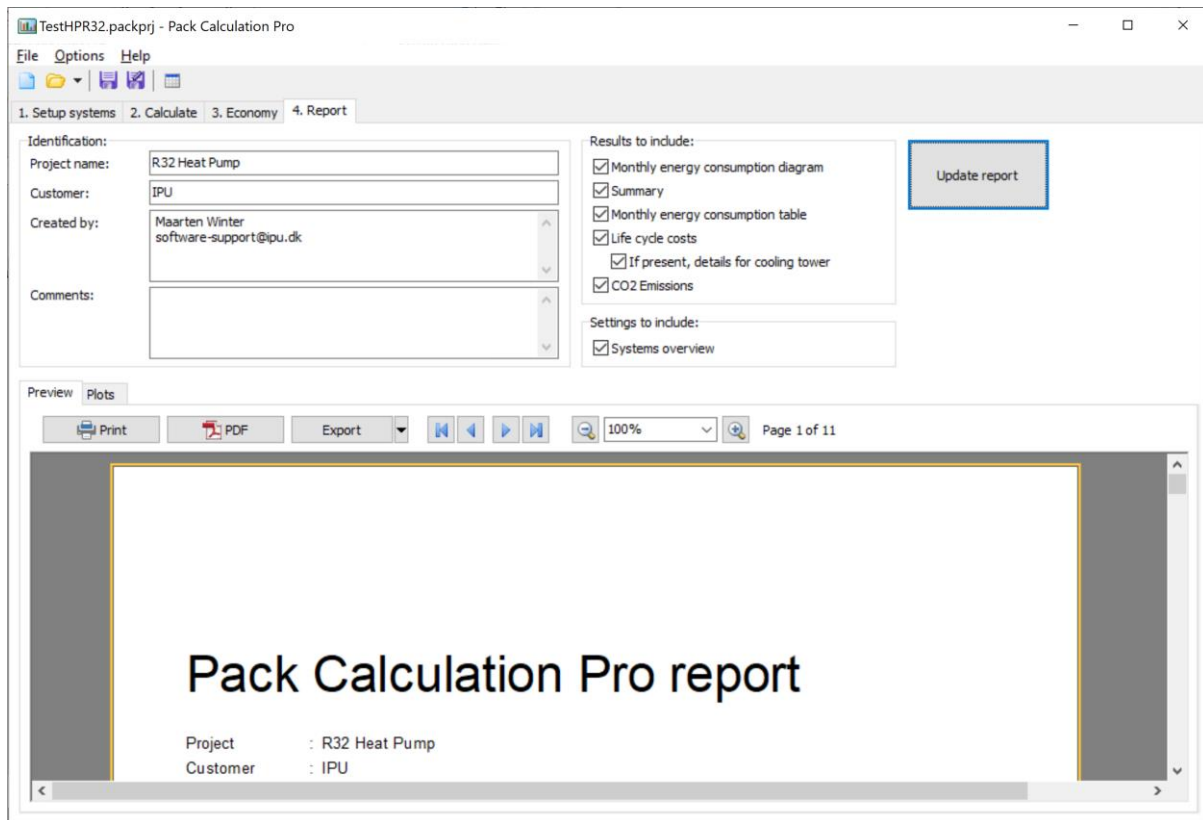 TestHPR32.packprj - Pack Calculation Pro
File Options Help
1. Setup systems 2. Calculate 3. Economy 4. Report
Identification:
Project name: R32 Heat Pump
Customer: IPU
Created by: Maarten Winter
software-support@ipu.dk
Comments:
Results to include:
Monthly energy consumption diagram
Summary
Monthly energy consumption table
Life cycle costs
If present, details for cooling tower
CO2 Emissions
Settings to include:
Systems overview
Update report
Preview Plots
Print PDF Export 100% Page 1 of 11
Pack Calculation Pro report
Project : R32 Heat Pump
Customer : IPU